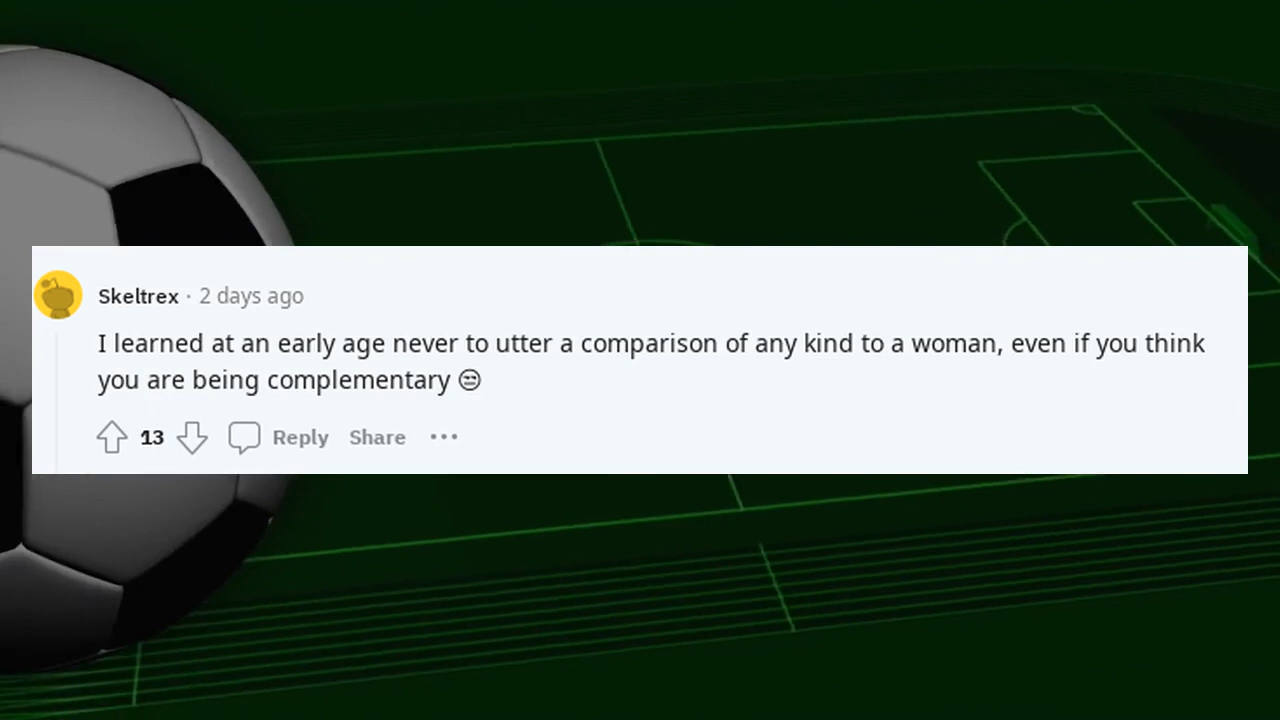 Skeltrex · 2 days ago
I learned at an early age never to utter a comparison of any kind to a woman, even if you think
you are being complementary 😒
13 Reply Share •••